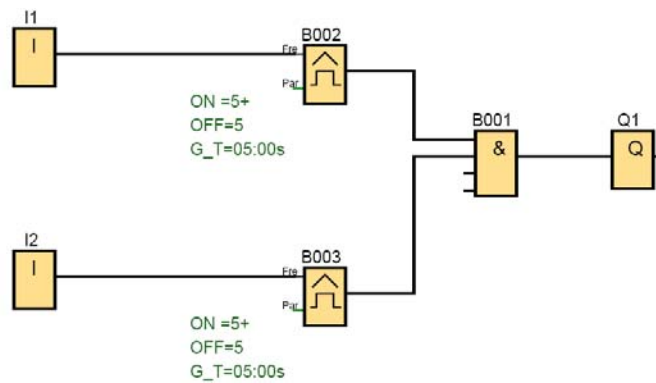 I1
I
B002
Fre
Par
ON =5+
OFF=5
G_T=05:00s
B001
&
Q1
Q
I2
I
B003
Fre
Par
ON =5+
OFF=5
G_T=05:00s